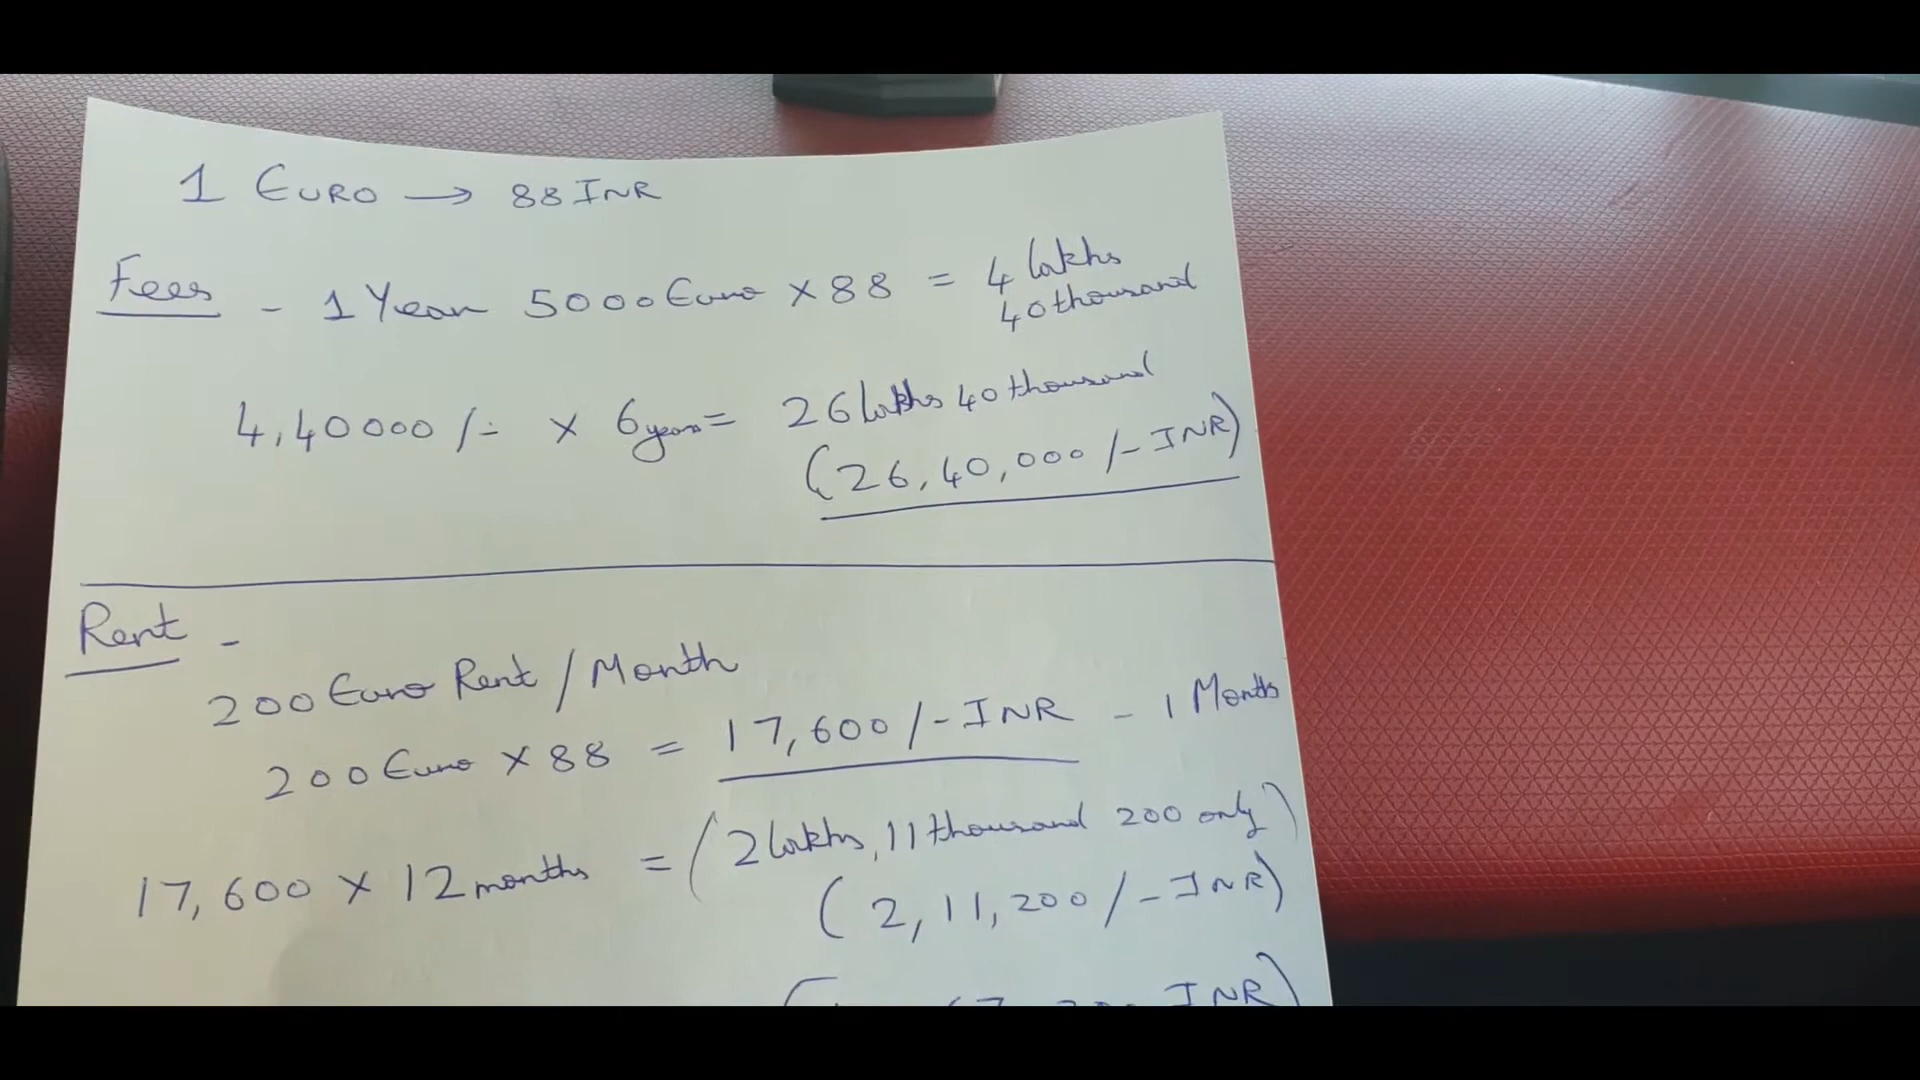 1 EURO → 88 INR
Fees - 1 Year 5000 Euro × 88 = 4 lakhs
40 thousand
4,40000/- × 6 years = 26 lakhs 40 thousand
(26,40,000/- INR)
Rent -
200 Euro Rent / Month
200 Euro × 88 = 17,600/- INR - 1 Month
17,600 × 12 months = (2 lakhs, 11 thousand 200 only)
(2,11,200/- INR)
INR)